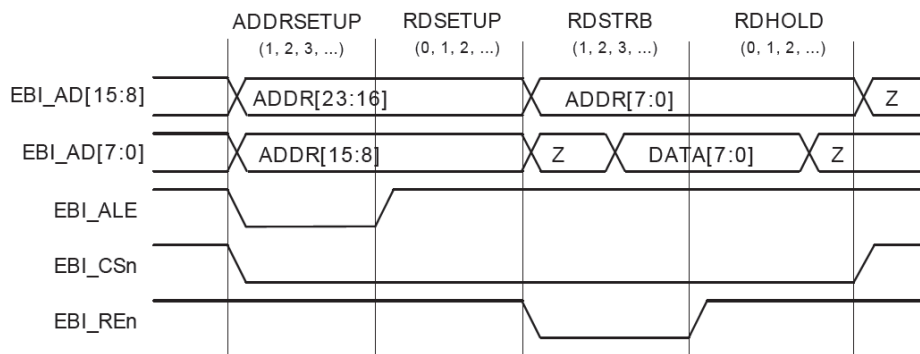 ADDRSETUP RDSETUP RDSTRB RDHOLD
(1, 2, 3, ...) (0, 1, 2, ...) (1, 2, 3, ...) (0, 1, 2, ...)
EBI_AD[15:8] ADDR[23:16] ADDR[7:0] Z
EBI_AD[7:0] ADDR[15:8] Z DATA[7:0] Z
EBI_ALE
EBI_CSn
EBI_REn